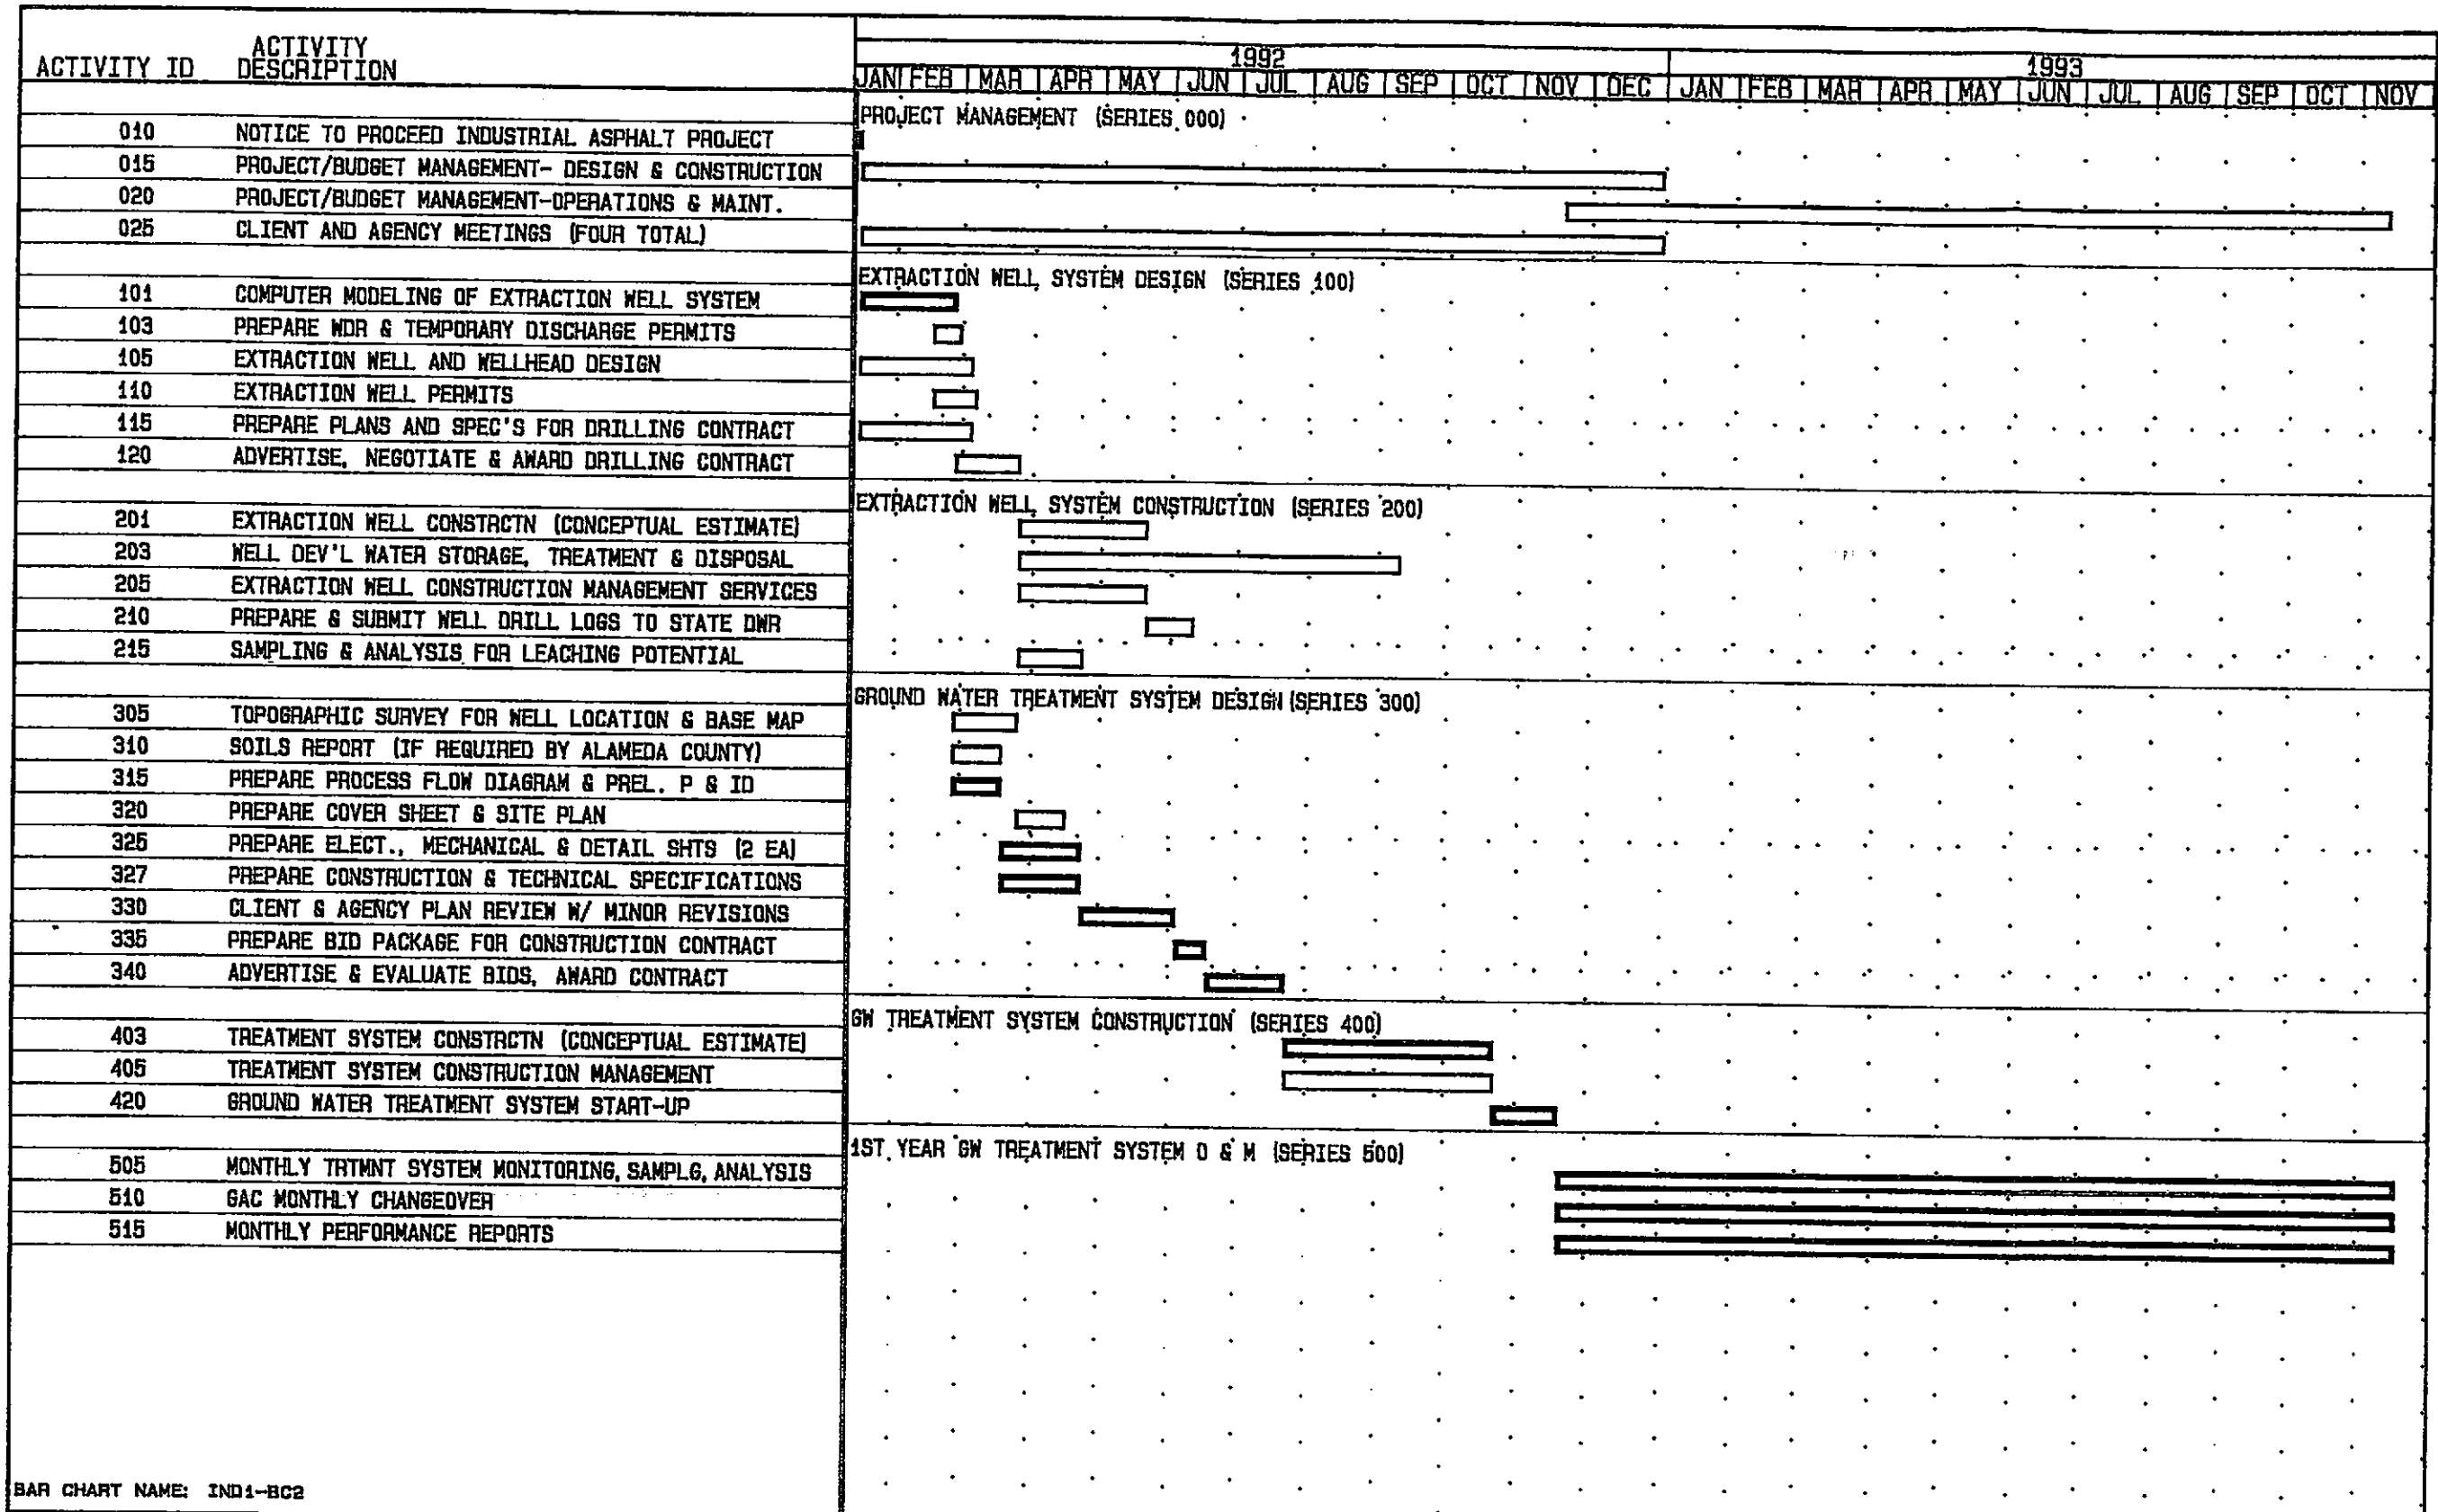 ACTIVITY ID ACTIVITY DESCRIPTION
1992 1993
JAN FEB MAR APR MAY JUN JUL AUG SEP OCT NOV DEC JAN FEB MAR APR MAY JUN JUL AUG SEP OCT NOV
PROJECT MANAGEMENT (SERIES 000)
010 NOTICE TO PROCEED INDUSTRIAL ASPHALT PROJECT
015 PROJECT/BUDGET MANAGEMENT- DESIGN & CONSTRUCTION
020 PROJECT/BUDGET MANAGEMENT-OPERATIONS & MAINT.
025 CLIENT AND AGENCY MEETINGS (FOUR TOTAL)
EXTRACTION WELL SYSTEM DESIGN (SERIES 100)
101 COMPUTER MODELING OF EXTRACTION WELL SYSTEM
103 PREPARE WDR & TEMPORARY DISCHARGE PERMITS
105 EXTRACTION WELL AND WELLHEAD DESIGN
110 EXTRACTION WELL PERMITS
115 PREPARE PLANS AND SPEC'S FOR DRILLING CONTRACT
120 ADVERTISE, NEGOTIATE & AWARD DRILLING CONTRACT
EXTRACTION WELL SYSTEM CONSTRUCTION (SERIES 200)
201 EXTRACTION WELL CONSTRCTN (CONCEPTUAL ESTIMATE)
203 WELL DEV'L WATER STORAGE, TREATMENT & DISPOSAL
205 EXTRACTION WELL CONSTRUCTION MANAGEMENT SERVICES
210 PREPARE & SUBMIT WELL DRILL LOGS TO STATE DWR
215 SAMPLING & ANALYSIS FOR LEACHING POTENTIAL
GROUND WATER TREATMENT SYSTEM DESIGN (SERIES 300)
305 TOPOGRAPHIC SURVEY FOR WELL LOCATION & BASE MAP
310 SOILS REPORT (IF REQUIRED BY ALAMEDA COUNTY)
315 PREPARE PROCESS FLOW DIAGRAM & PREL. P & ID
320 PREPARE COVER SHEET & SITE PLAN
325 PREPARE ELECT., MECHANICAL & DETAIL SHTS (2 EA)
327 PREPARE CONSTRUCTION & TECHNICAL SPECIFICATIONS
330 CLIENT & AGENCY PLAN REVIEW W/ MINOR REVISIONS
335 PREPARE BID PACKAGE FOR CONSTRUCTION CONTRACT
340 ADVERTISE & EVALUATE BIDS, AWARD CONTRACT
GW TREATMENT SYSTEM CONSTRUCTION (SERIES 400)
403 TREATMENT SYSTEM CONSTRCTN (CONCEPTUAL ESTIMATE)
405 TREATMENT SYSTEM CONSTRUCTION MANAGEMENT
420 GROUND WATER TREATMENT SYSTEM START-UP
1ST YEAR GW TREATMENT SYSTEM O & M (SERIES 500)
505 MONTHLY TRTMNT SYSTEM MONITORING, SAMPLG, ANALYSIS
510 GAC MONTHLY CHANGEOVER
515 MONTHLY PERFORMANCE REPORTS
BAR CHART NAME: IND1-BC2